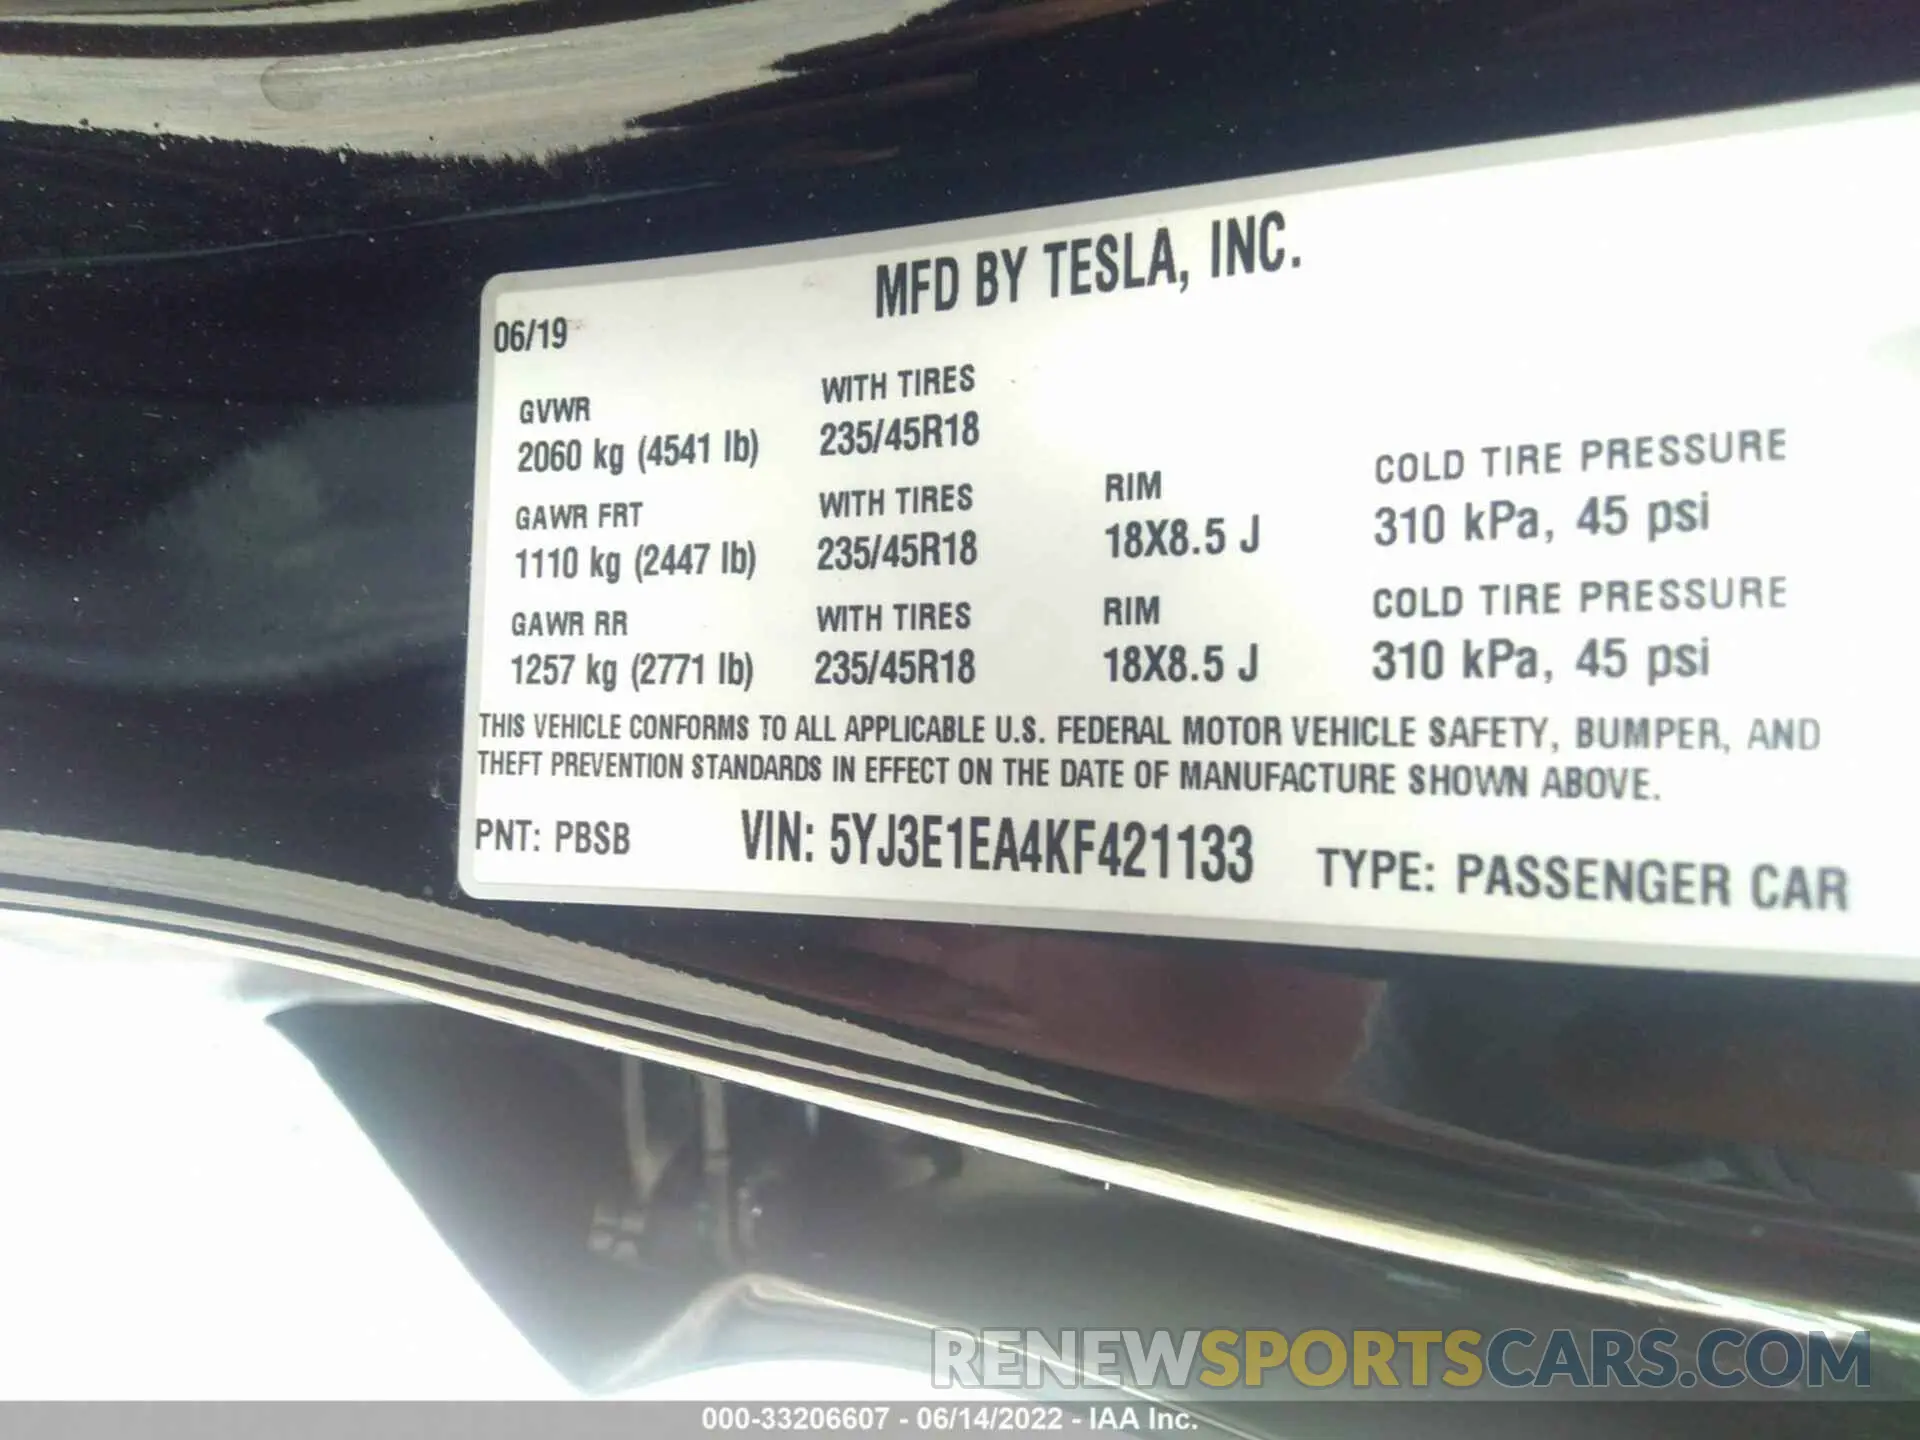 MFD BY TESLA, INC.
06/19
GVWR WITH TIRES
2060 kg (4541 lb) 235/45R18
GAWR FRT WITH TIRES RIM COLD TIRE PRESSURE
1110 kg (2447 lb) 235/45R18 18X8.5 J 310 kPa, 45 psi
GAWR RR WITH TIRES RIM COLD TIRE PRESSURE
1257 kg (2771 lb) 235/45R18 18X8.5 J 310 kPa, 45 psi
THIS VEHICLE CONFORMS TO ALL APPLICABLE U.S. FEDERAL MOTOR VEHICLE SAFETY, BUMPER, AND
THEFT PREVENTION STANDARDS IN EFFECT ON THE DATE OF MANUFACTURE SHOWN ABOVE.
PNT: PBSB VIN: 5YJ3E1EA4KF421133 TYPE: PASSENGER CAR
RENEWSPORTSCARS.COM
000-33206607 - 06/14/2022 - IAA Inc.